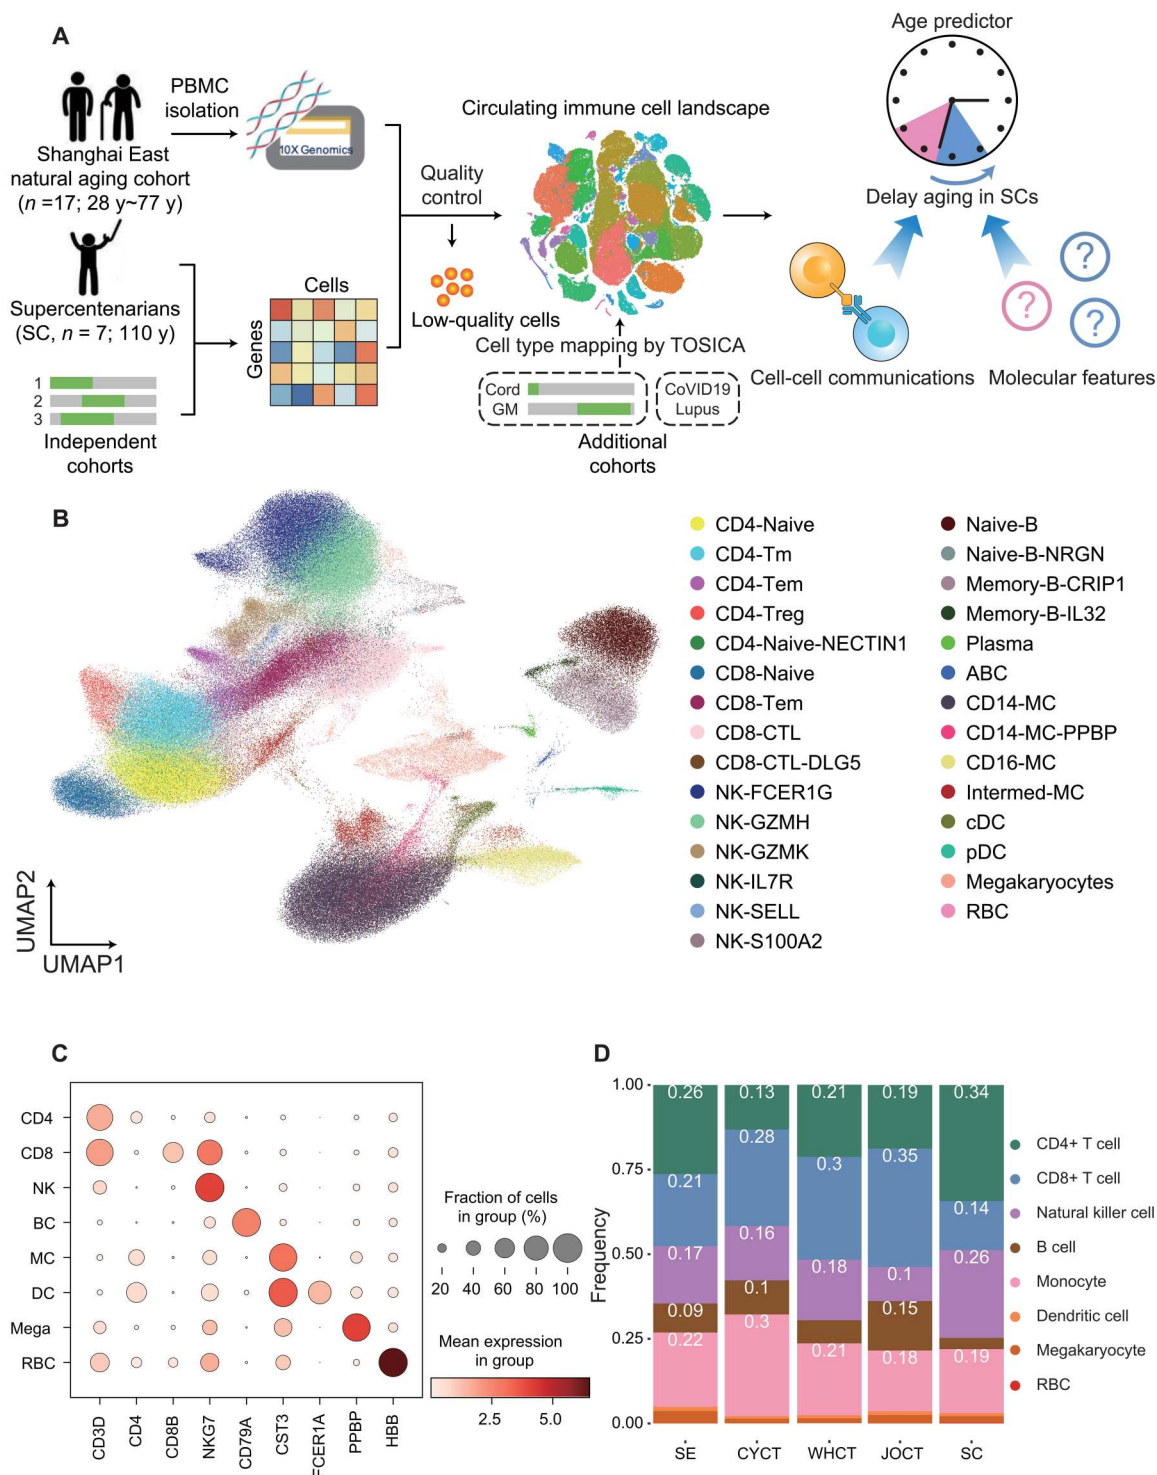 A
Shanghai East
natural aging cohort
(n =17; 28 y~77 y)
PBMC
isolation
10X Genomics
Supercentenarians
(SC, n = 7; 110 y)
1
2
3
Independent
cohorts
Cells
Genes
Quality
control
Low-quality cells
Circulating immune cell landscape
Cell type mapping by TOSICA
Cord
GM
CoVID19
Lupus
Additional
cohorts
Age predictor
Delay aging in SCs
?
?
?
Cell-cell communications
Molecular features
B
UMAP2
UMAP1
CD4-Naive
CD4-Tm
CD4-Tem
CD4-Treg
CD4-Naive-NECTIN1
CD8-Naive
CD8-Tem
CD8-CTL
CD8-CTL-DLG5
NK-FCER1G
NK-GZMH
NK-GZMK
NK-IL7R
NK-SELL
NK-S100A2
Naive-B
Naive-B-NRGN
Memory-B-CRIP1
Memory-B-IL32
Plasma
ABC
CD14-MC
CD14-MC-PPBP
CD16-MC
Intermed-MC
cDC
pDC
Megakaryocytes
RBC
C
CD4
CD8
NK
BC
MC
DC
Mega
RBC
CD3D
CD4
CD8B
NKG7
CD79A
CST3
FCER1A
PPBP
HBB
Fraction of cells
in group (%)
20 40 60 80 100
Mean expression
in group
2.5 5.0
D
Frequency
1.00
0.75
0.50
0.25
0.00
0.26
0.21
0.17
0.09
0.22
0.13
0.28
0.16
0.1
0.3
0.21
0.3
0.18
0.21
0.19
0.35
0.1
0.15
0.18
0.34
0.14
0.26
0.19
SE CYCT WHCT JOCT SC
CD4+ T cell
CD8+ T cell
Natural killer cell
B cell
Monocyte
Dendritic cell
Megakaryocyte
RBC